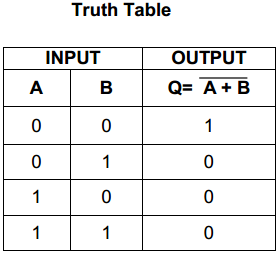 Truth Table
INPUT OUTPUT
A B Q= A̅ ̅+̅ ̅B̅
0 0 1
0 1 0
1 0 0
1 1 0